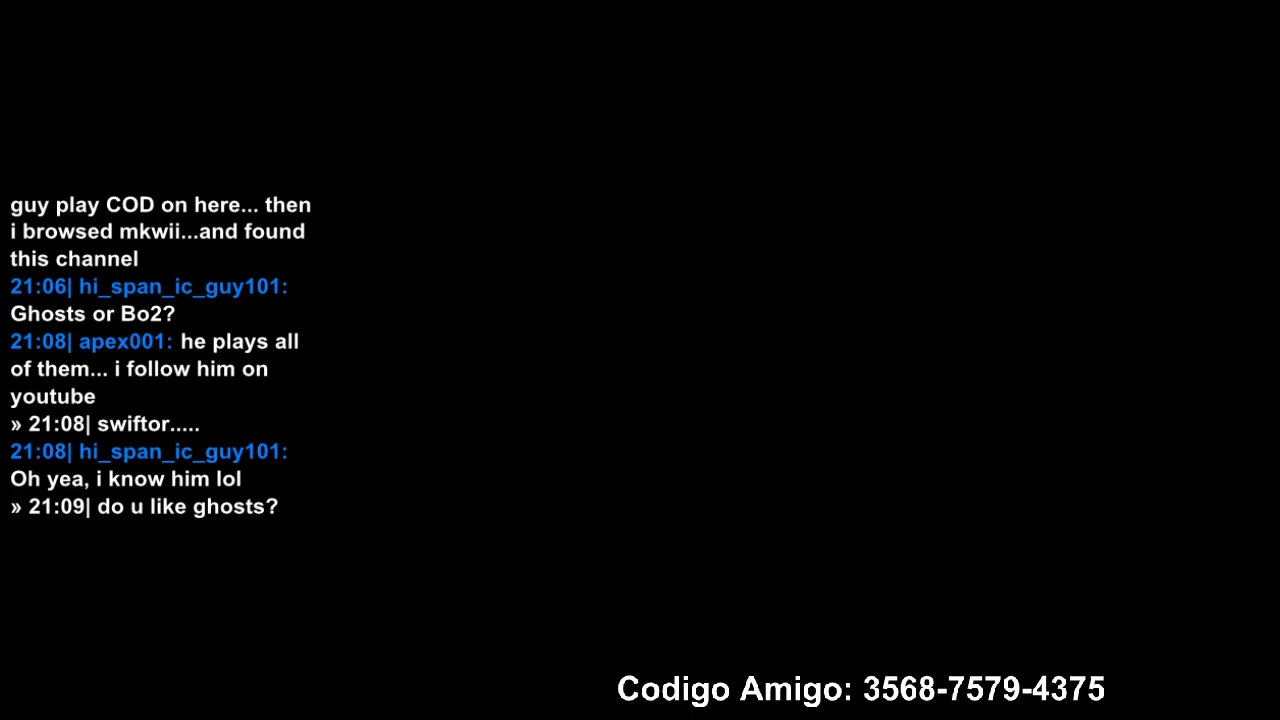 guy play COD on here... then
i browsed mkwii...and found
this channel
21:06| hi_span_ic_guy101:
Ghosts or Bo2?
21:08| apex001: he plays all
of them... i follow him on
youtube
» 21:08| swiftor.....
21:08| hi_span_ic_guy101:
Oh yea, i know him lol
» 21:09| do u like ghosts?
Codigo Amigo: 3568-7579-4375